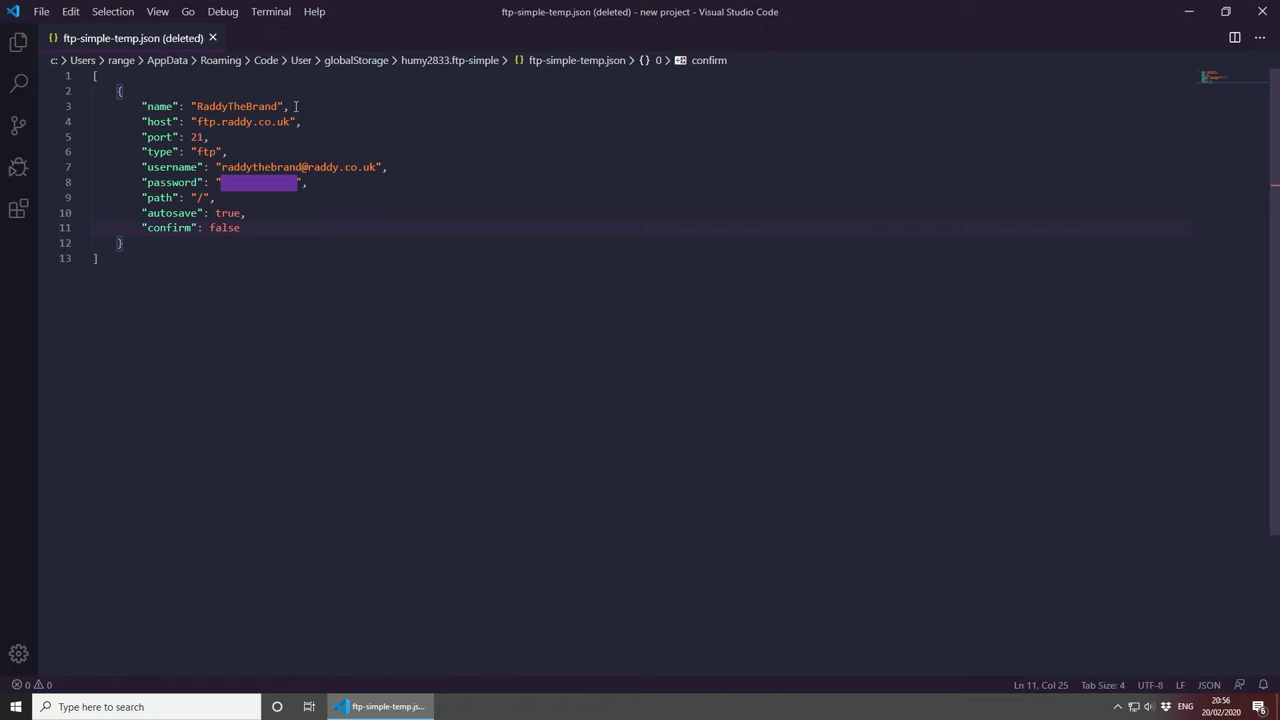 File Edit Selection View Go Debug Terminal Help
ftp-simple-temp.json (deleted) - new project - Visual Studio Code
{} ftp-simple-temp.json (deleted) ×
c: > Users > range > AppData > Roaming > Code > User > globalStorage > humy2833.ftp-simple > {} ftp-simple-temp.json > {} 0 > confirm
1 [
2 {
3 "name": "RaddyTheBrand",
4 "host": "ftp.raddy.co.uk",
5 "port": 21,
6 "type": "ftp",
7 "username": "raddythebrand@raddy.co.uk",
8 "password": "",
9 "path": "/",
10 "autosave": true,
11 "confirm": false
12 }
13 ]
0 0
Ln 11, Col 25 Tab Size: 4 UTF-8 LF JSON
Type here to search
ftp-simple-temp.js...
ENG
20:56
20/02/2020
6